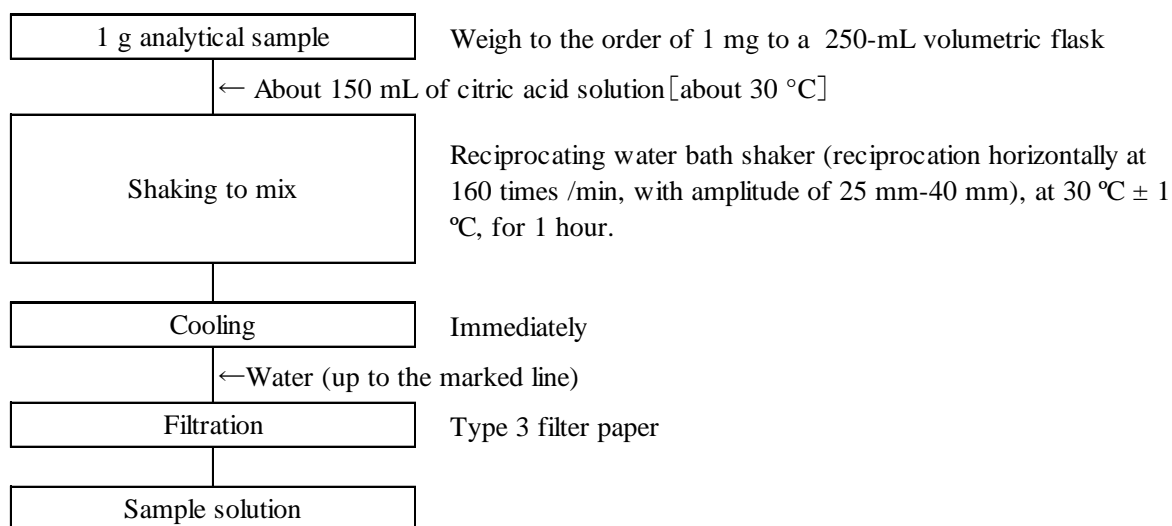 1 g analytical sample
Weigh to the order of 1 mg to a 250-mL volumetric flask
← About 150 mL of citric acid solution［about 30 °C］
Shaking to mix
Reciprocating water bath shaker (reciprocation horizontally at
160 times /min, with amplitude of 25 mm-40 mm), at 30 ºC ± 1
ºC, for 1 hour.
Cooling
Immediately
←Water (up to the marked line)
Filtration
Type 3 filter paper
Sample solution